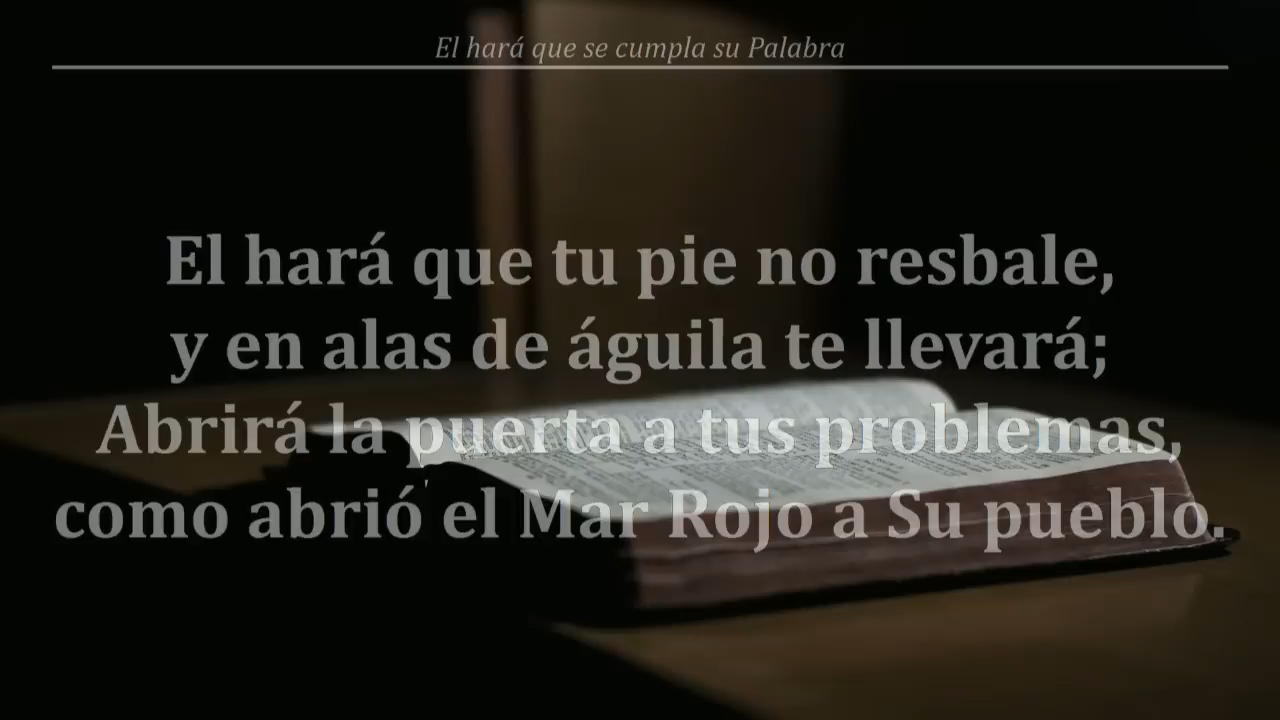 El hará que se cumpla su Palabra
El hará que tu pie no resbale,
y en alas de águila te llevará;
Abrirá la puerta a tus problemas,
como abrió el Mar Rojo a Su pueblo.